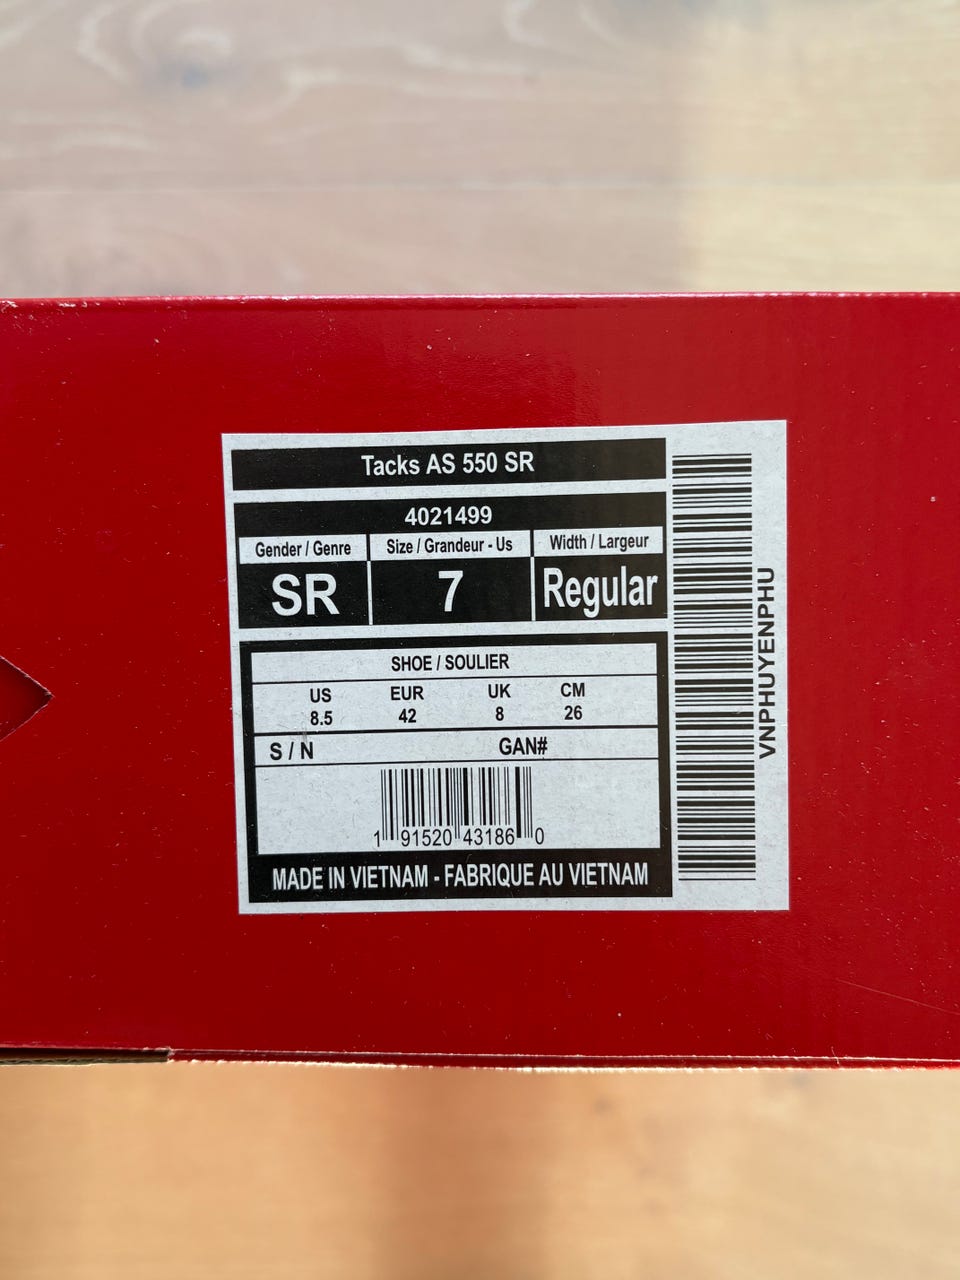 Tacks AS 550 SR
4021499
Gender / Genre Size / Grandeur - Us Width / Largeur
SR 7 Regular
SHOE / SOULIER
US EUR UK CM
8.5 42 8 26
S / N GAN#
1 91520 43186 0
MADE IN VIETNAM - FABRIQUE AU VIETNAM
VNPHUYENPHU